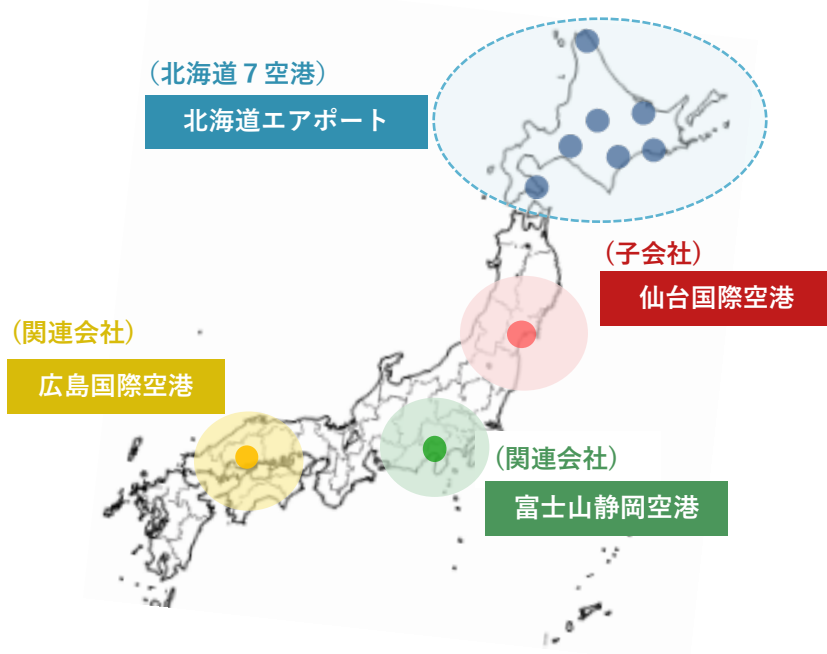 (北海道７空港)
北海道エアポート
(子会社)
仙台国際空港
(関連会社)
広島国際空港
(関連会社)
富士山静岡空港